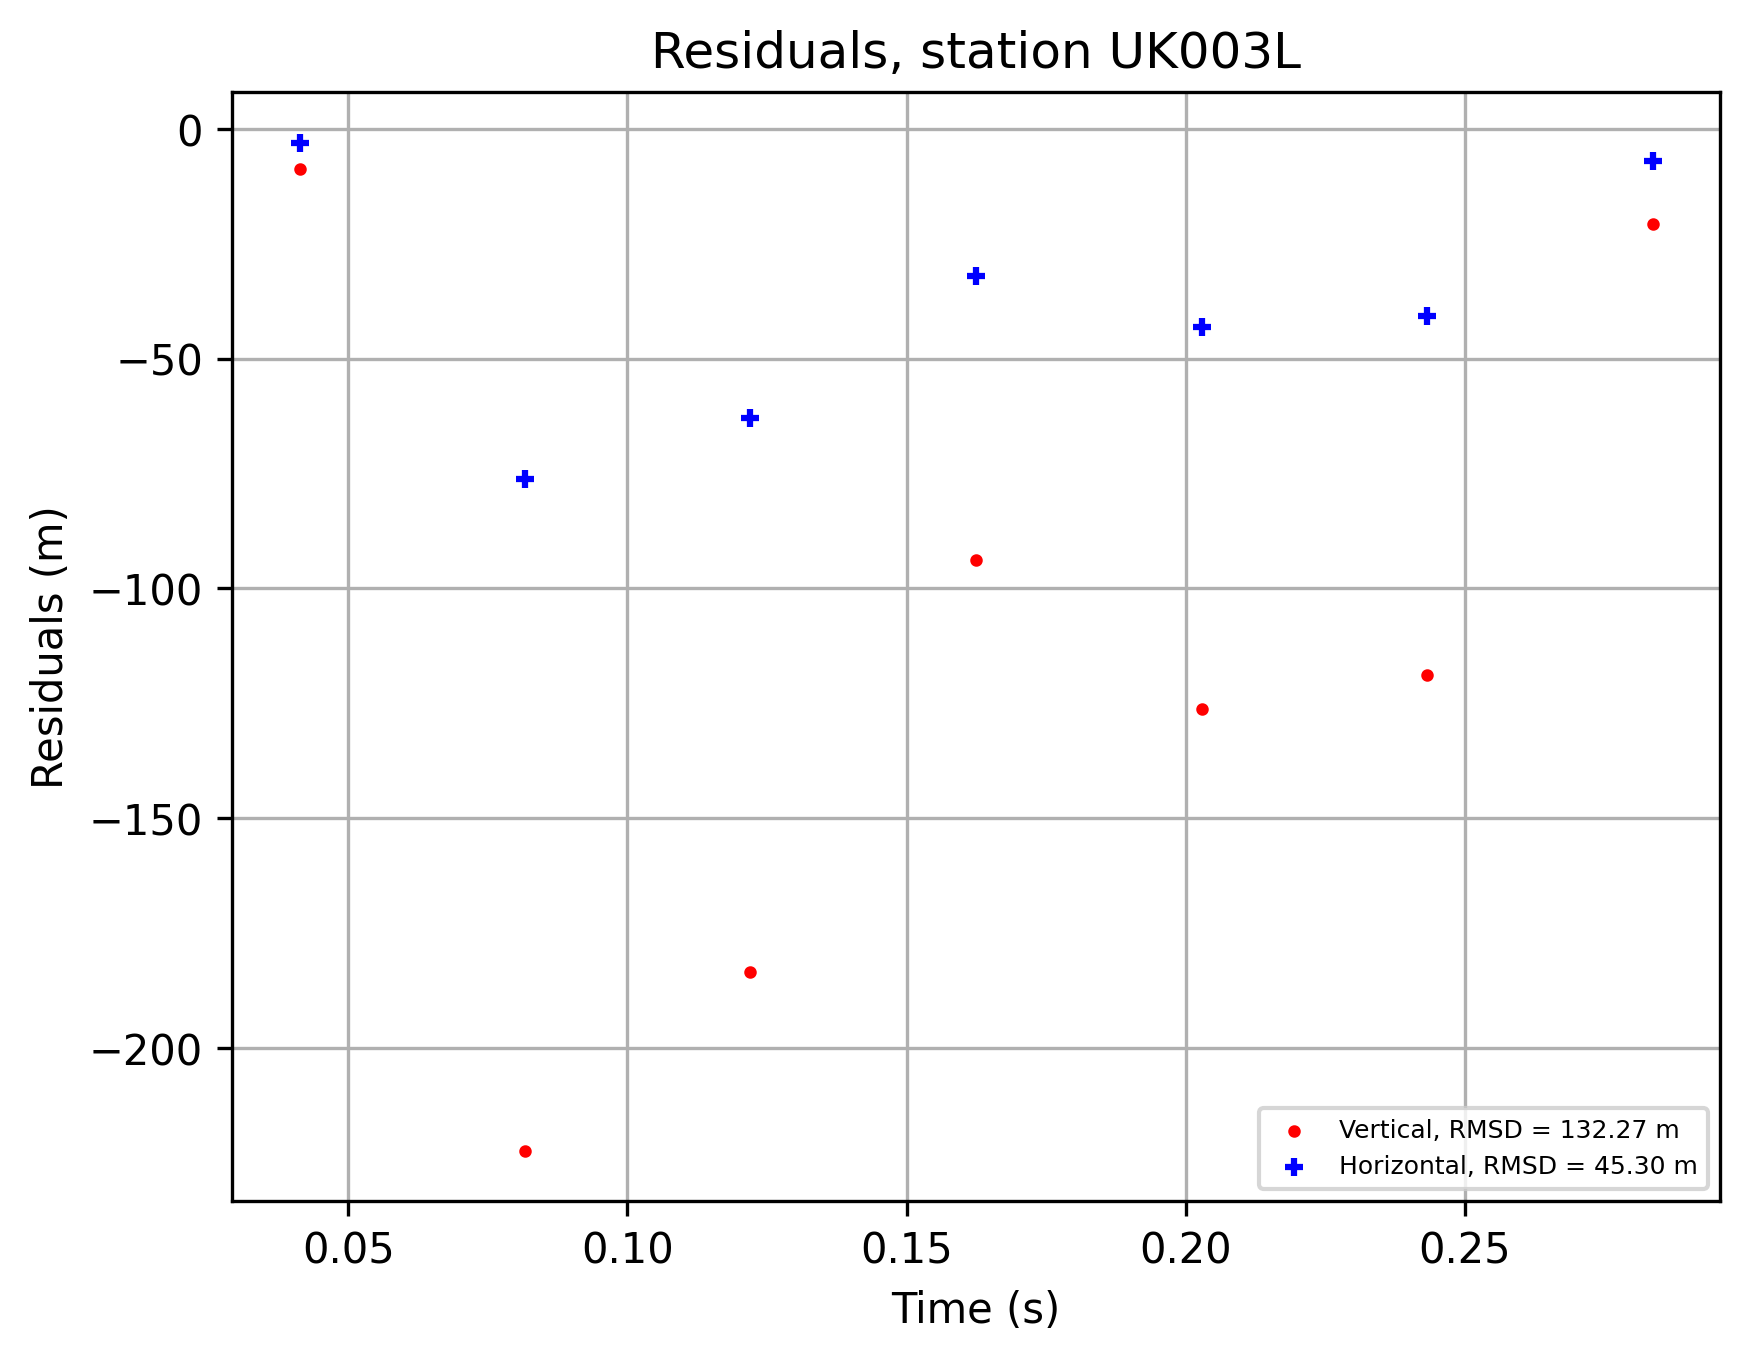 Residuals, station UK003L
0
−50
−100
−150
−200
Residuals (m)
Vertical, RMSD = 132.27 m
Horizontal, RMSD = 45.30 m
0.05 0.10 0.15 0.20 0.25
Time (s)